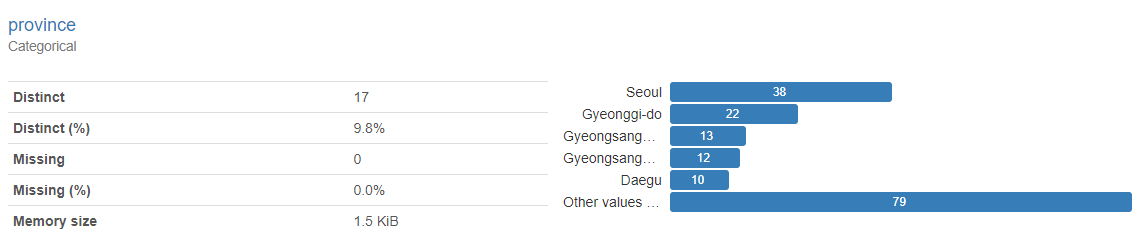 province
Categorical
Distinct 17
Distinct (%) 9.8%
Missing 0
Missing (%) 0.0%
Memory size 1.5 KiB
Seoul 38
Gyeonggi-do 22
Gyeongsang… 13
Gyeongsang… 12
Daegu 10
Other values … 79